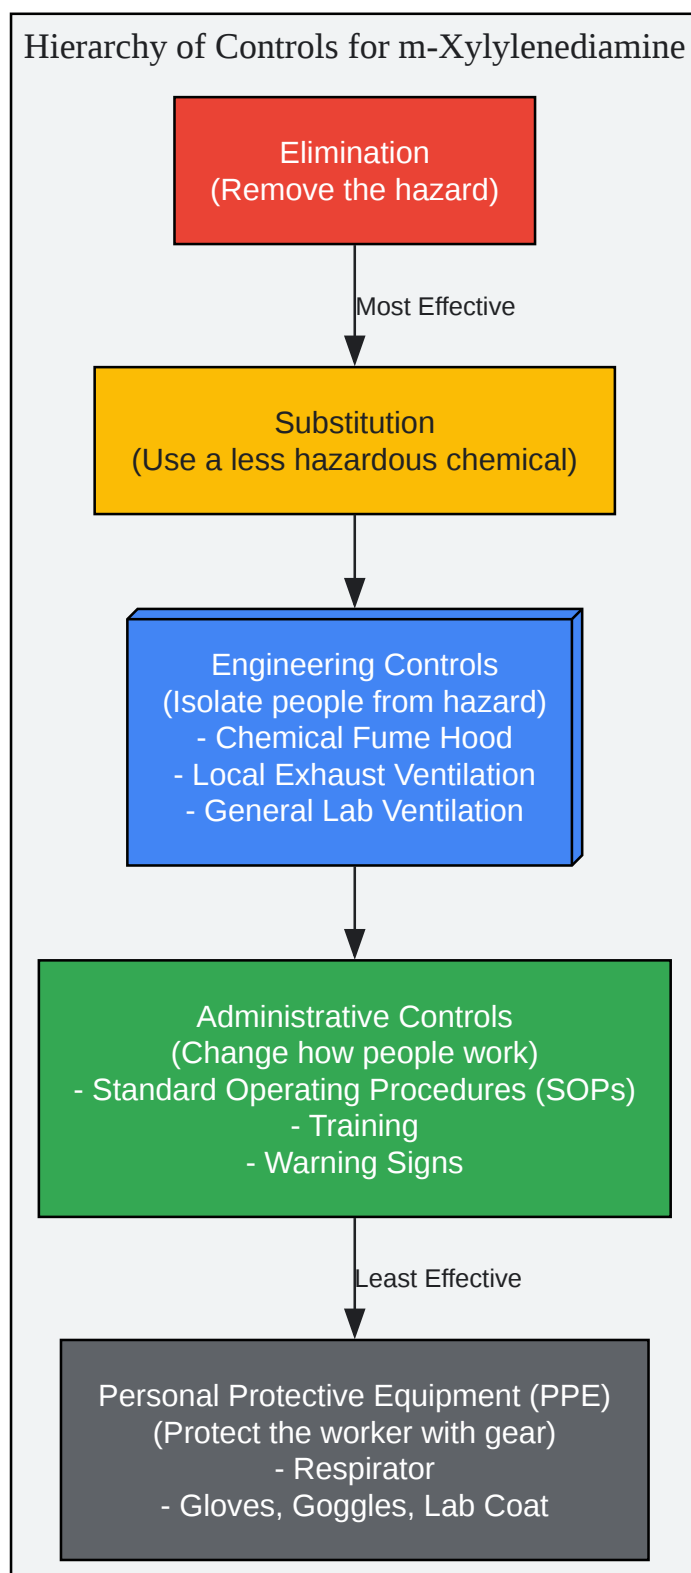 Hierarchy of Controls for m-Xylylenediamine
Elimination
(Remove the hazard)
Most Effective
Substitution
(Use a less hazardous chemical)
Engineering Controls
(Isolate people from hazard)
- Chemical Fume Hood
- Local Exhaust Ventilation
- General Lab Ventilation
Administrative Controls
(Change how people work)
- Standard Operating Procedures (SOPs)
- Training
- Warning Signs
Least Effective
Personal Protective Equipment (PPE)
(Protect the worker with gear)
- Respirator
- Gloves, Goggles, Lab Coat